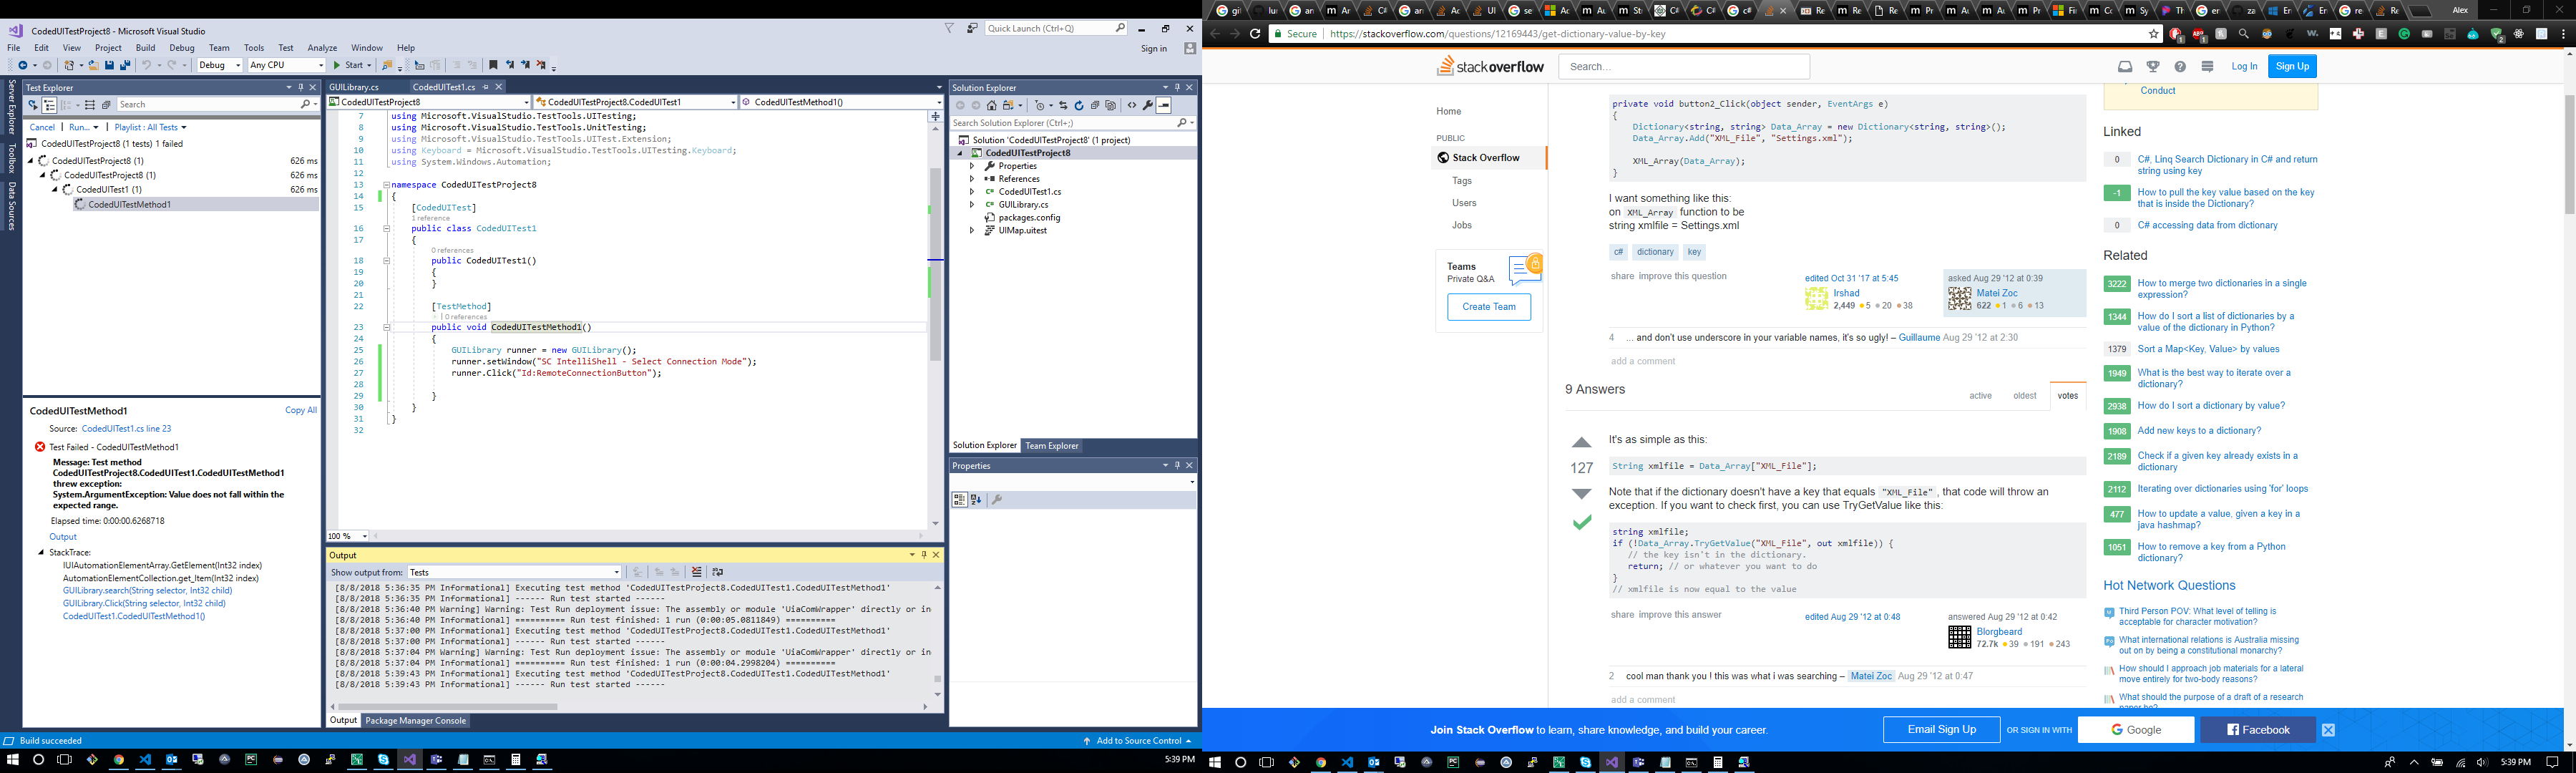 CodedUITestProject8 - Microsoft Visual Studio
Quick Launch (Ctrl+Q)
File Edit View Project Build Debug Team Tools Test Analyze Window Help
Sign in
Debug Any CPU Start
Server Explorer
Toolbox
Data Sources
Test Explorer
Search
Cancel | Run... | Playlist : All Tests
CodedUITestProject8 (1 tests) 1 failed
CodedUITestProject8 (1) 626 ms
CodedUITestProject8 (1) 626 ms
CodedUITest1 (1) 626 ms
CodedUITestMethod1
CodedUITestMethod1 Copy All
Source: CodedUITest1.cs line 23
Test Failed - CodedUITestMethod1
Message: Test method
CodedUITestProject8.CodedUITest1.CodedUITestMethod1
threw exception:
System.ArgumentException: Value does not fall within the
expected range.
Elapsed time: 0:00:00.6268718
Output
StackTrace:
IUIAutomationElementArray.GetElement(Int32 index)
AutomationElementCollection.get_Item(Int32 index)
GUILibrary.search(String selector, Int32 child)
GUILibrary.Click(String selector, Int32 child)
CodedUITest1.CodedUITestMethod1()
GUILibrary.cs CodedUITest1.cs
CodedUITestProject8 CodedUITestProject8.CodedUITest1 CodedUITestMethod1()
7 using Microsoft.VisualStudio.TestTools.UITesting;
8 using Microsoft.VisualStudio.TestTools.UnitTesting;
9 using Microsoft.VisualStudio.TestTools.UITest.Extension;
10 using Keyboard = Microsoft.VisualStudio.TestTools.UITesting.Keyboard;
11 using System.Windows.Automation;
12
13 namespace CodedUITestProject8
14 {
15 [CodedUITest]
1 reference
16 public class CodedUITest1
17 {
0 references
18 public CodedUITest1()
19 {
20 }
21
22 [TestMethod]
| 0 references
23 public void CodedUITestMethod1()
24 {
25 GUILibrary runner = new GUILibrary();
26 runner.setWindow("SC IntelliShell - Select Connection Mode");
27 runner.Click("Id:RemoteConnectionButton");
28
29 }
30 }
31 }
32
100 %
Output
Show output from: Tests
[8/8/2018 5:36:35 PM Informational] Executing test method 'CodedUITestProject8.CodedUITest1.CodedUITestMethod1'
[8/8/2018 5:36:35 PM Informational] ------ Run test started ------
[8/8/2018 5:36:40 PM Warning] Warning: Test Run deployment issue: The assembly or module 'UiaComWrapper' directly or in
[8/8/2018 5:36:40 PM Informational] ========== Run test finished: 1 run (0:00:05.0811849) ==========
[8/8/2018 5:37:00 PM Informational] Executing test method 'CodedUITestProject8.CodedUITest1.CodedUITestMethod1'
[8/8/2018 5:37:00 PM Informational] ------ Run test started ------
[8/8/2018 5:37:04 PM Warning] Warning: Test Run deployment issue: The assembly or module 'UiaComWrapper' directly or in
[8/8/2018 5:37:04 PM Informational] ========== Run test finished: 1 run (0:00:04.2998204) ==========
[8/8/2018 5:39:43 PM Informational] Executing test method 'CodedUITestProject8.CodedUITest1.CodedUITestMethod1'
[8/8/2018 5:39:43 PM Informational] ------ Run test started ------
Output Package Manager Console
Solution Explorer
Search Solution Explorer (Ctrl+;)
Solution 'CodedUITestProject8' (1 project)
CodedUITestProject8
Properties
References
CodedUITest1.cs
GUILibrary.cs
packages.config
UIMap.uitest
Solution Explorer Team Explorer
Properties
Build succeeded
Add to Source Control
5:39 PM
Alex
Secure | https://stackoverflow.com/questions/12169443/get-dictionary-value-by-key
stackoverflow
Search...
Log In Sign Up
Home
PUBLIC
Stack Overflow
Tags
Users
Jobs
Teams
Private Q&A
Create Team
private void button2_Click(object sender, EventArgs e)
{
Dictionary<string, string> Data_Array = new Dictionary<string, string>();
Data_Array.Add("XML_File", "Settings.xml");
XML_Array(Data_Array);
}
I want something like this:
on XML_Array function to be
string xmlfile = Settings.xml
c# dictionary key
share improve this question
edited Oct 31 '17 at 5:45
Irshad
2,449 5 20 38
asked Aug 29 '12 at 0:39
Matei Zoc
622 1 6 13
4 ... and don't use underscore in your variable names, it's so ugly! – Guillaume Aug 29 '12 at 2:30
add a comment
9 Answers
active oldest votes
127
It's as simple as this:
String xmlfile = Data_Array["XML_File"];
Note that if the dictionary doesn't have a key that equals "XML_File", that code will throw an
exception. If you want to check first, you can use TryGetValue like this:
string xmlfile;
if (!Data_Array.TryGetValue("XML_File", out xmlfile)) {
// the key isn't in the dictionary.
return; // or whatever you want to do
}
// xmlfile is now equal to the value
share improve this answer
edited Aug 29 '12 at 0:48
answered Aug 29 '12 at 0:42
Blorgbeard
72.7k 39 191 243
2 cool man thank you ! this was what i was searching – Matei Zoc Aug 29 '12 at 0:47
add a comment
Conduct
Linked
0 C#, Linq Search Dictionary in C# and return
string using key
-1 How to pull the key value based on the key
that is inside the Dictionary?
0 C# accessing data from dictionary
Related
3222 How to merge two dictionaries in a single
expression?
1344 How do I sort a list of dictionaries by a
value of the dictionary in Python?
1379 Sort a Map<Key, Value> by values
1949 What is the best way to iterate over a
dictionary?
2938 How do I sort a dictionary by value?
1908 Add new keys to a dictionary?
2189 Check if a given key already exists in a
dictionary
2112 Iterating over dictionaries using 'for' loops
477 How to update a value, given a key in a
java hashmap?
1051 How to remove a key from a Python
dictionary?
Hot Network Questions
Third Person POV: What level of telling is
acceptable for character motivation?
What international relations is Australia missing
out on by being a constitutional monarchy?
How should I approach job materials for a lateral
move entirely for two-body reasons?
What should the purpose of a draft of a research
Join Stack Overflow to learn, share knowledge, and build your career.
Email Sign Up OR SIGN IN WITH Google Facebook
5:39 PM